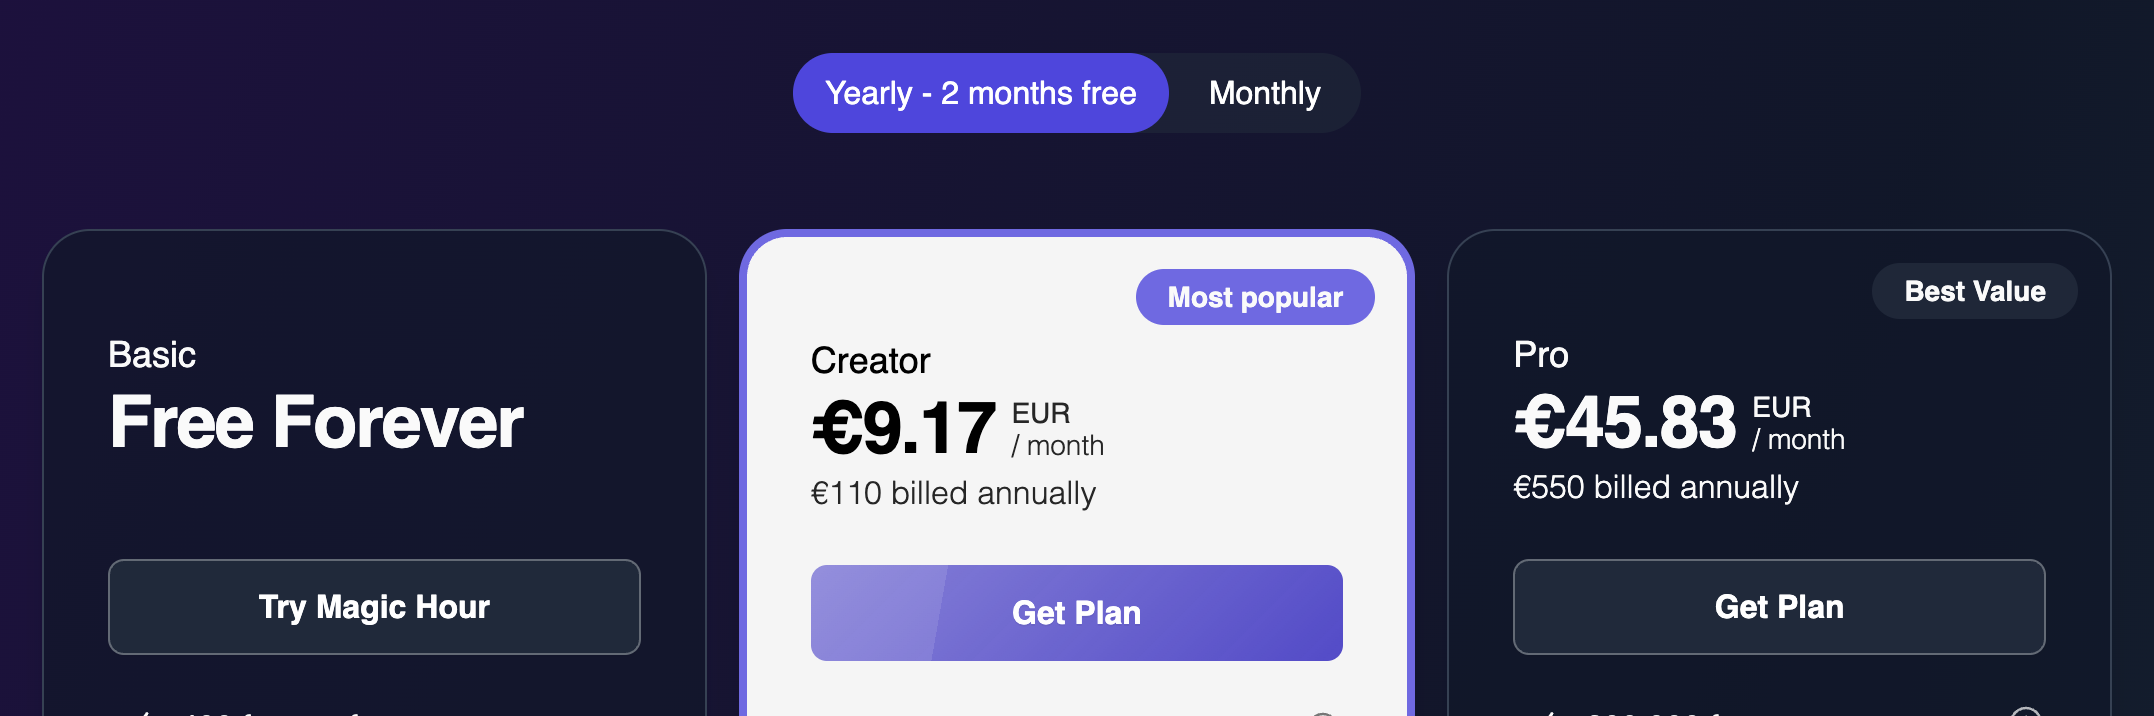 Yearly - 2 months free
Monthly
Basic
Free Forever
Try Magic Hour
Most popular
Creator
€9.17 EUR
/ month
€110 billed annually
Get Plan
Best Value
Pro
€45.83 EUR
/ month
€550 billed annually
Get Plan